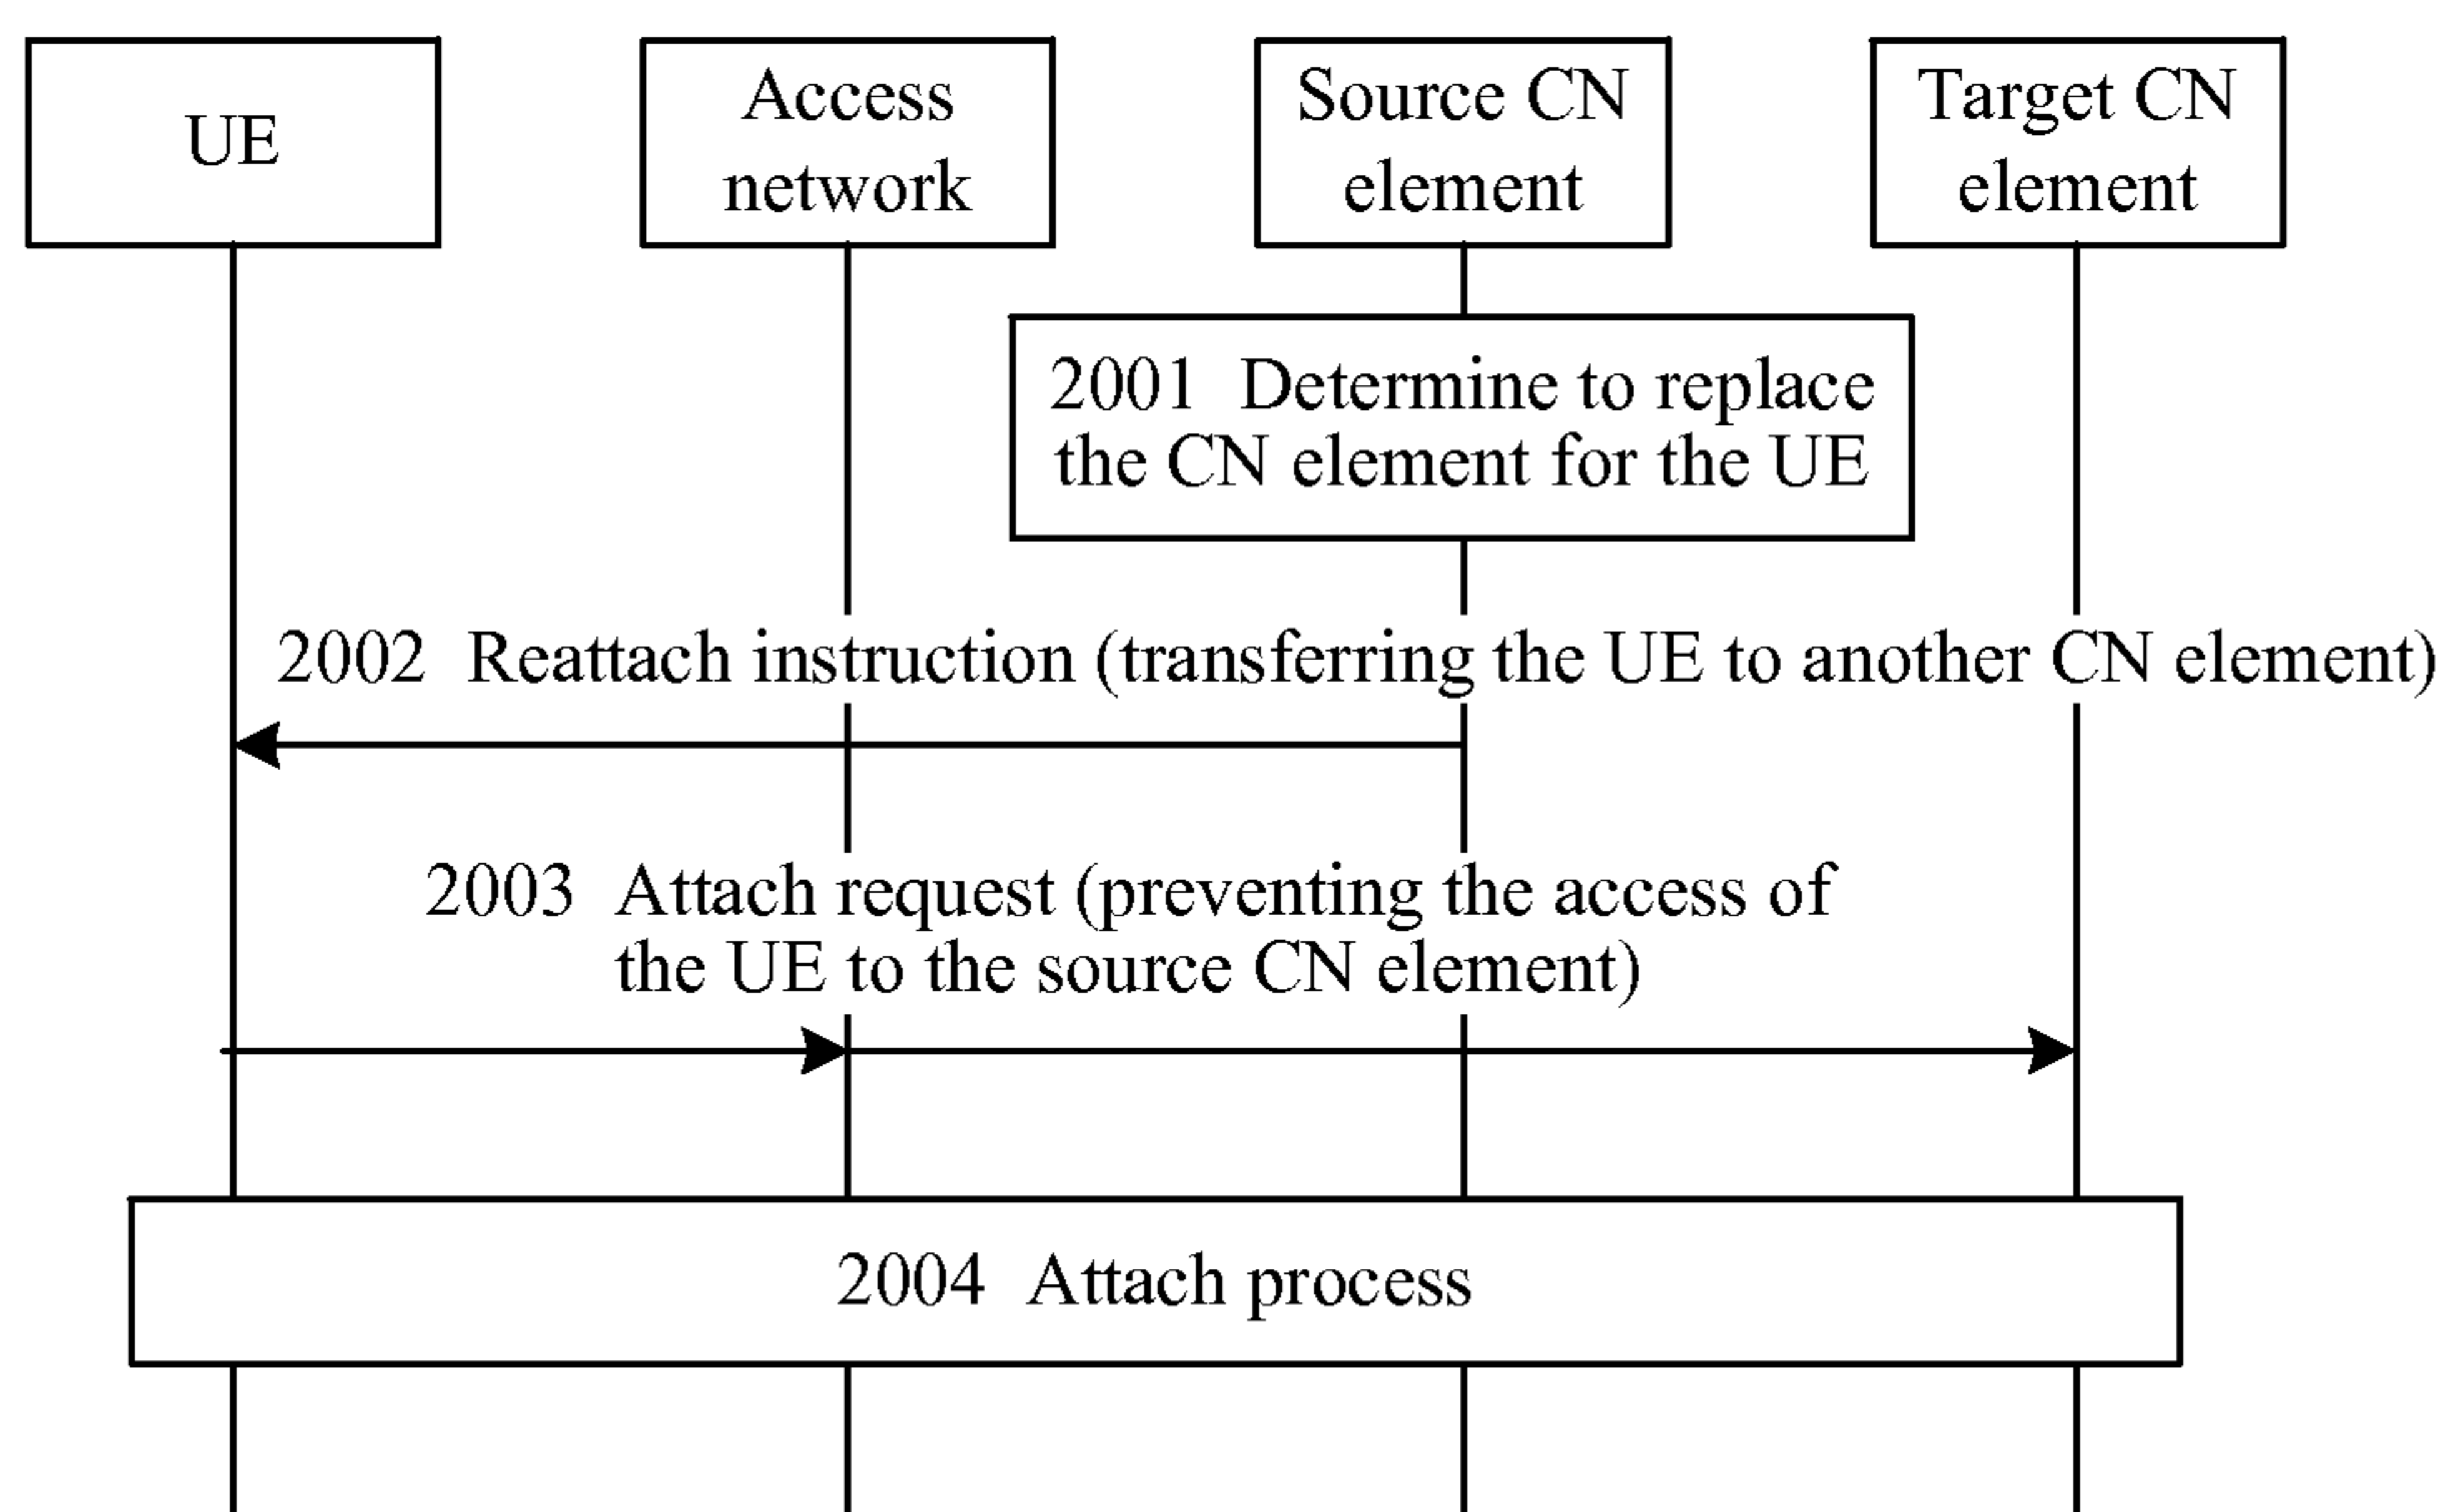 UE
Access
network
Source CN
element
Target CN
element
2001 Determine to replace
the CN element for the UE
2002 Reattach instruction (transferring the UE to another CN element)
2003 Attach request (preventing the access of
the UE to the source CN element)
2004 Attach process